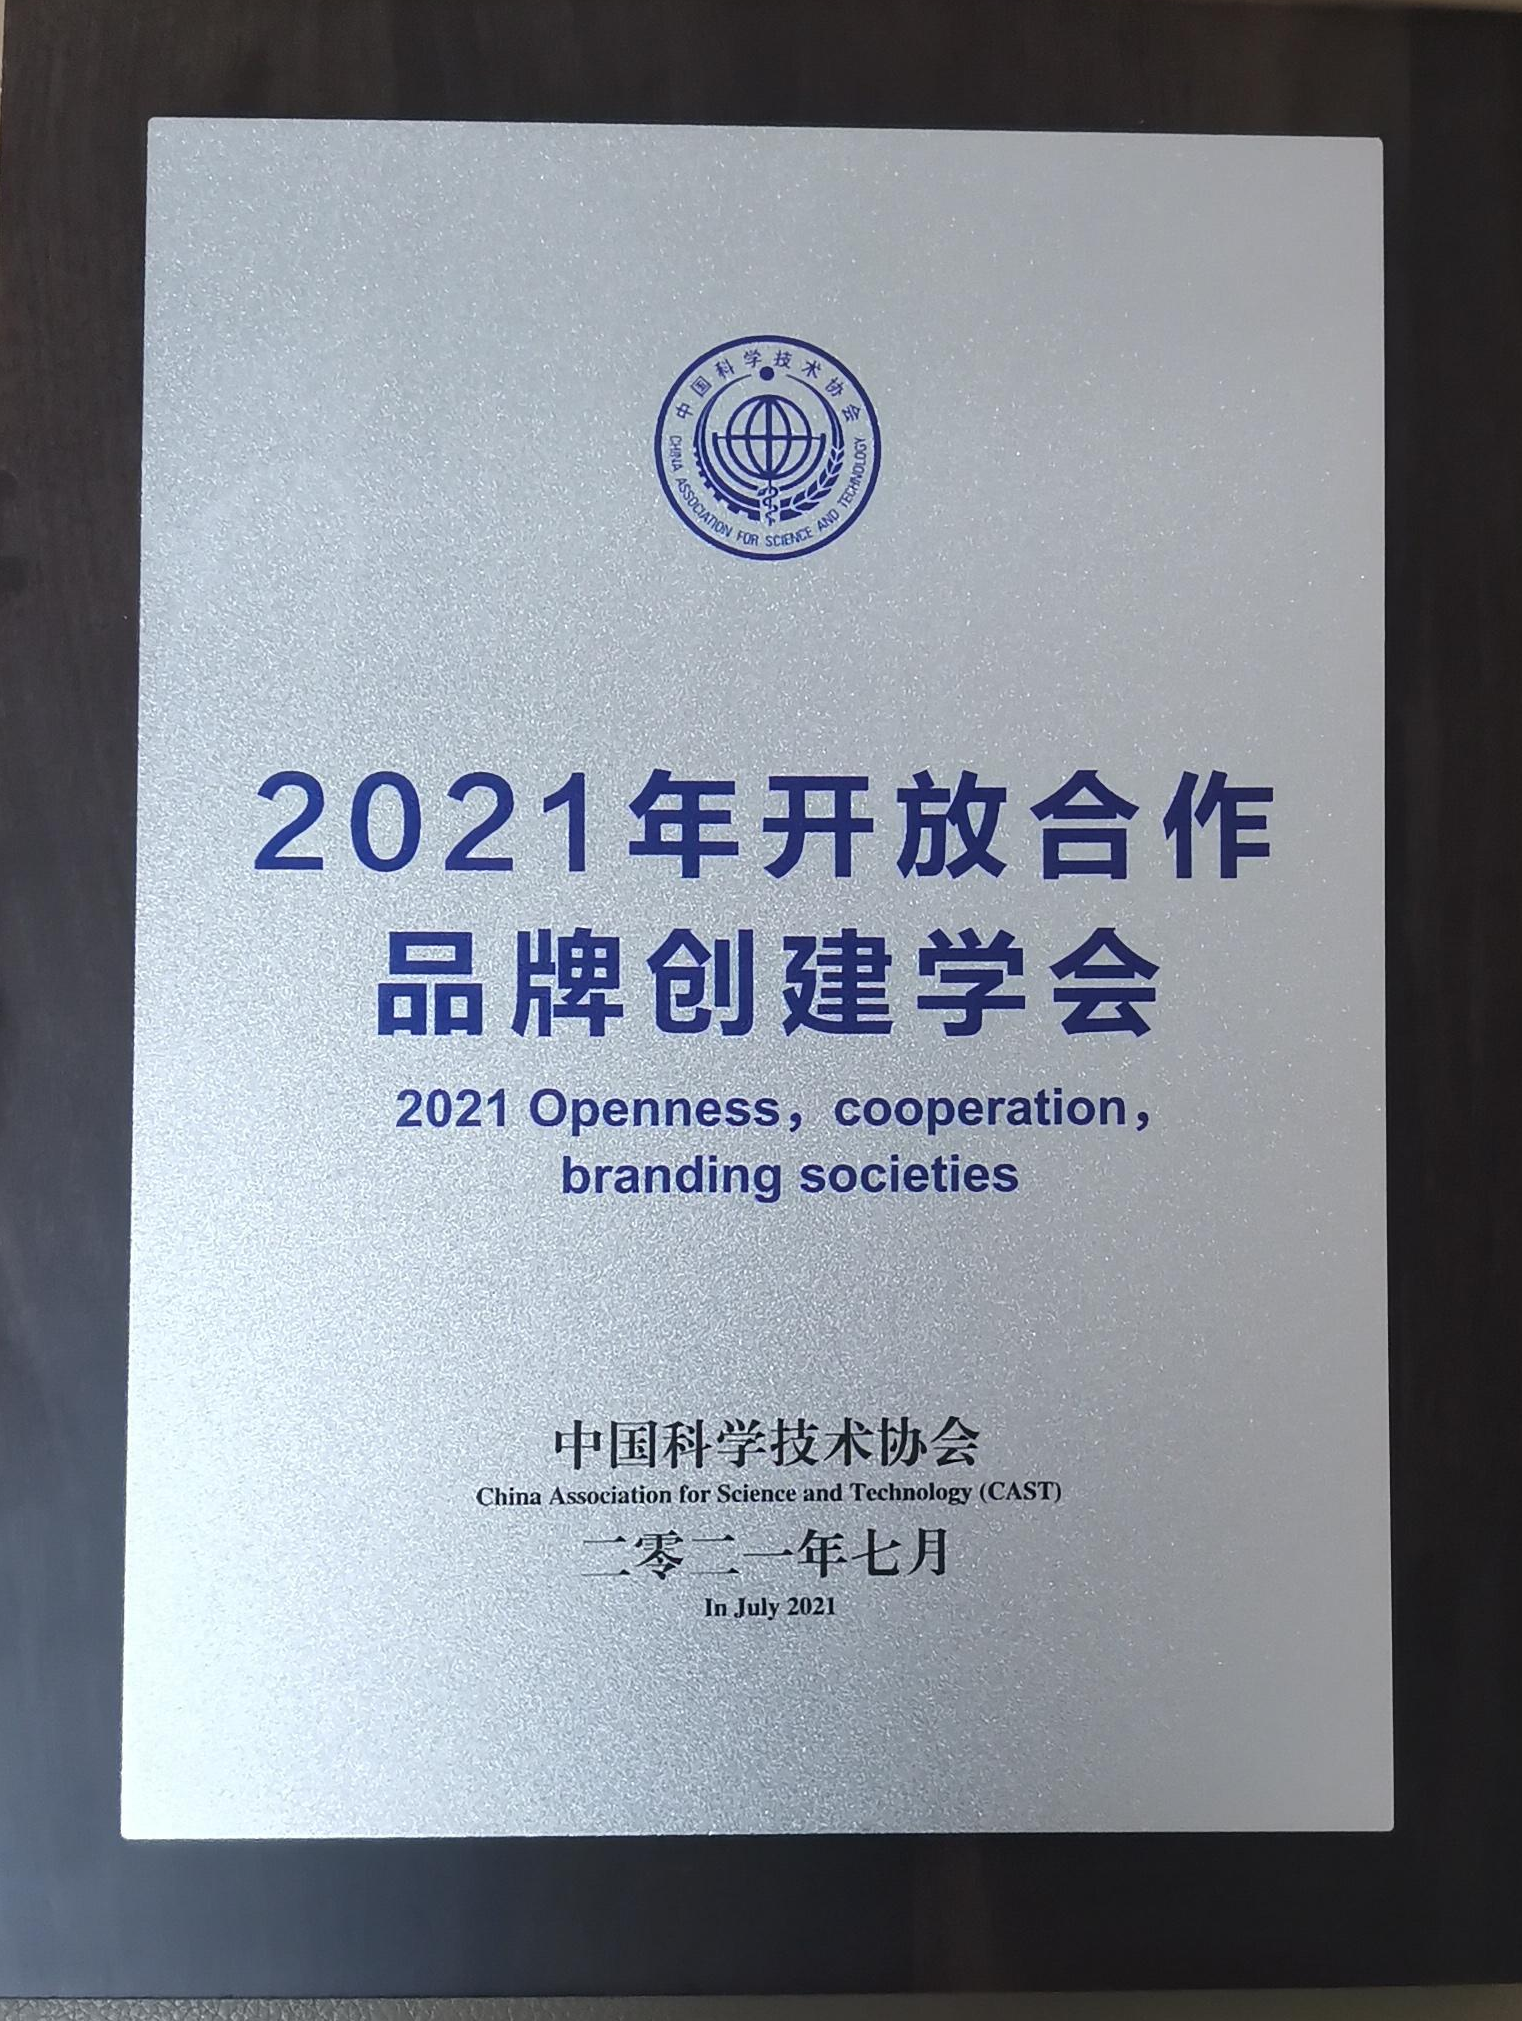 中国科学技术协会
CHINA ASSOCIATION FOR SCIENCE AND TECHNOLOGY
2021年开放合作
品牌创建学会
2021 Openness，cooperation，
branding societies
中国科学技术协会
China Association for Science and Technology (CAST)
二零二一年七月
In July 2021